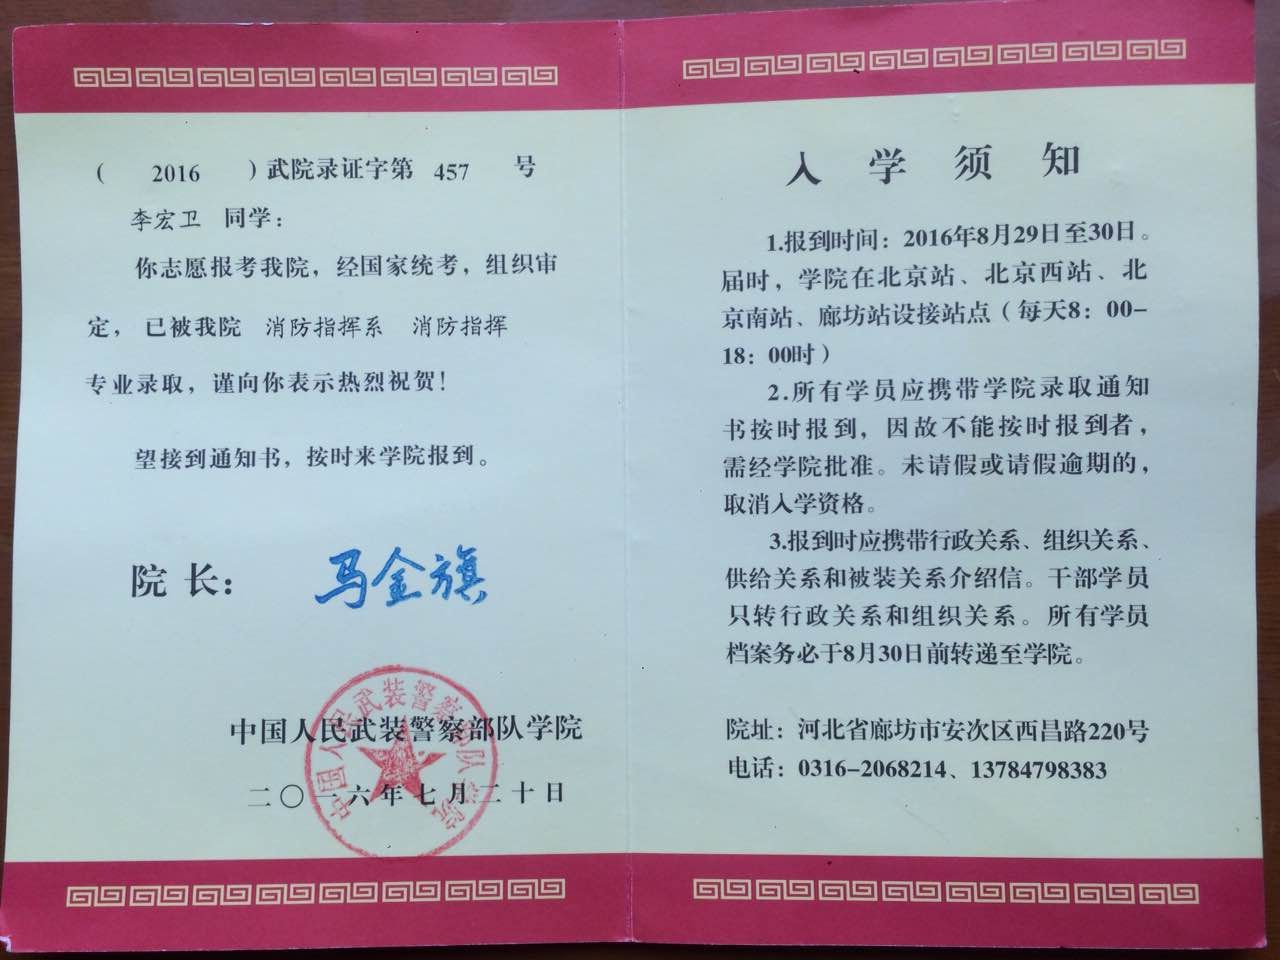 （ 2016 ）武院录证字第 457 号
李宏卫 同学：
你志愿报考我院，经国家统考，组织审
定，已被我院 消防指挥系 消防指挥
专业录取，谨向你表示热烈祝贺！
望接到通知书，按时来学院报到。
院 长： 马金旗
中国人民武装警察部队学院
二〇一六年七月二十日
中国人民武装警察部队学院
入学须知
1.报到时间：2016年8月29日至30日。
届时，学院在北京站、北京西站、北
京南站、廊坊站设接站点（每天8：00-
18：00时）
2.所有学员应携带学院录取通知
书按时报到，因故不能按时报到者，
需经学院批准。未请假或请假逾期的，
取消入学资格。
3.报到时应携带行政关系、组织关系、
供给关系和被装关系介绍信。干部学员
只转行政关系和组织关系。所有学员
档案务必于8月30日前转递至学院。
院址：河北省廊坊市安次区西昌路220号
电话：0316-2068214、13784798383